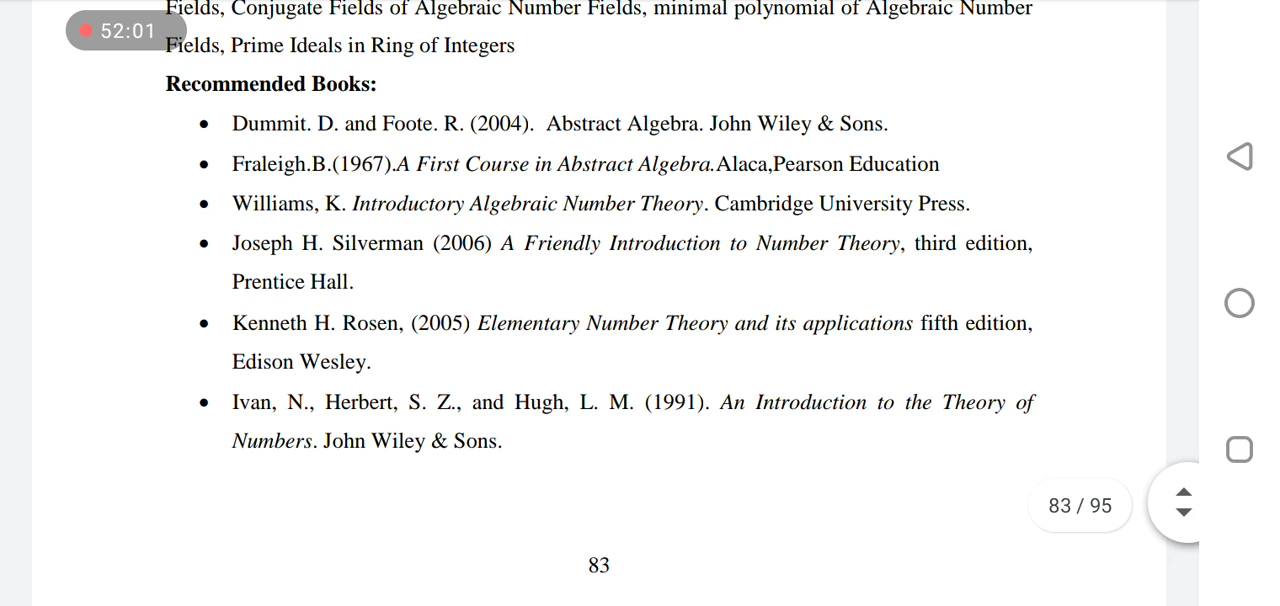 Fields, Conjugate Fields of Algebraic Number Fields, minimal polynomial of Algebraic Number
52:01
Fields, Prime Ideals in Ring of Integers
Recommended Books:
• Dummit. D. and Foote. R. (2004). Abstract Algebra. John Wiley & Sons.
• Fraleigh.B.(1967).A First Course in Abstract Algebra.Alaca,Pearson Education
• Williams, K. Introductory Algebraic Number Theory. Cambridge University Press.
• Joseph H. Silverman (2006) A Friendly Introduction to Number Theory, third edition,
Prentice Hall.
• Kenneth H. Rosen, (2005) Elementary Number Theory and its applications fifth edition,
Edison Wesley.
• Ivan, N., Herbert, S. Z., and Hugh, L. M. (1991). An Introduction to the Theory of
Numbers. John Wiley & Sons.
83 / 95
83